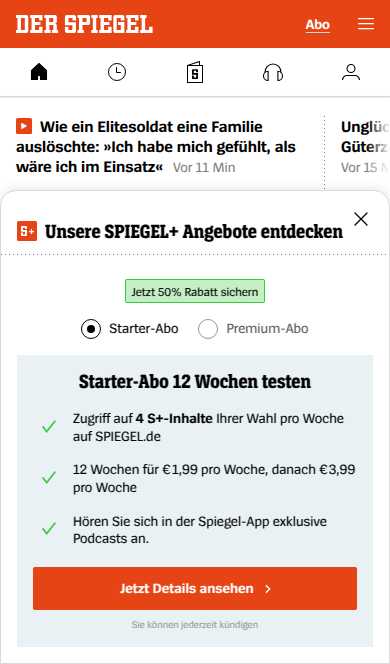 DER SPIEGEL
Abo
Wie ein Elitesoldat eine Familie
auslöschte: »Ich habe mich gefühlt, als
wäre ich im Einsatz« Vor 11 Min
Güterz
Vor 15
S+ Unsere SPIEGEL+ Angebote entdecken
Jetzt 50% Rabatt sichern
Starter-Abo
Premium-Abo
Starter-Abo 12 Wochen testen
Zugriff auf 4 S+-Inhalte Ihrer Wahl pro Woche
auf SPIEGEL.de
12 Wochen für €1,99 pro Woche, danach €3,99
pro Woche
Hören Sie sich in der Spiegel-App exklusive
Podcasts an.
Jetzt Details ansehen
Sie können jederzeit kündigen